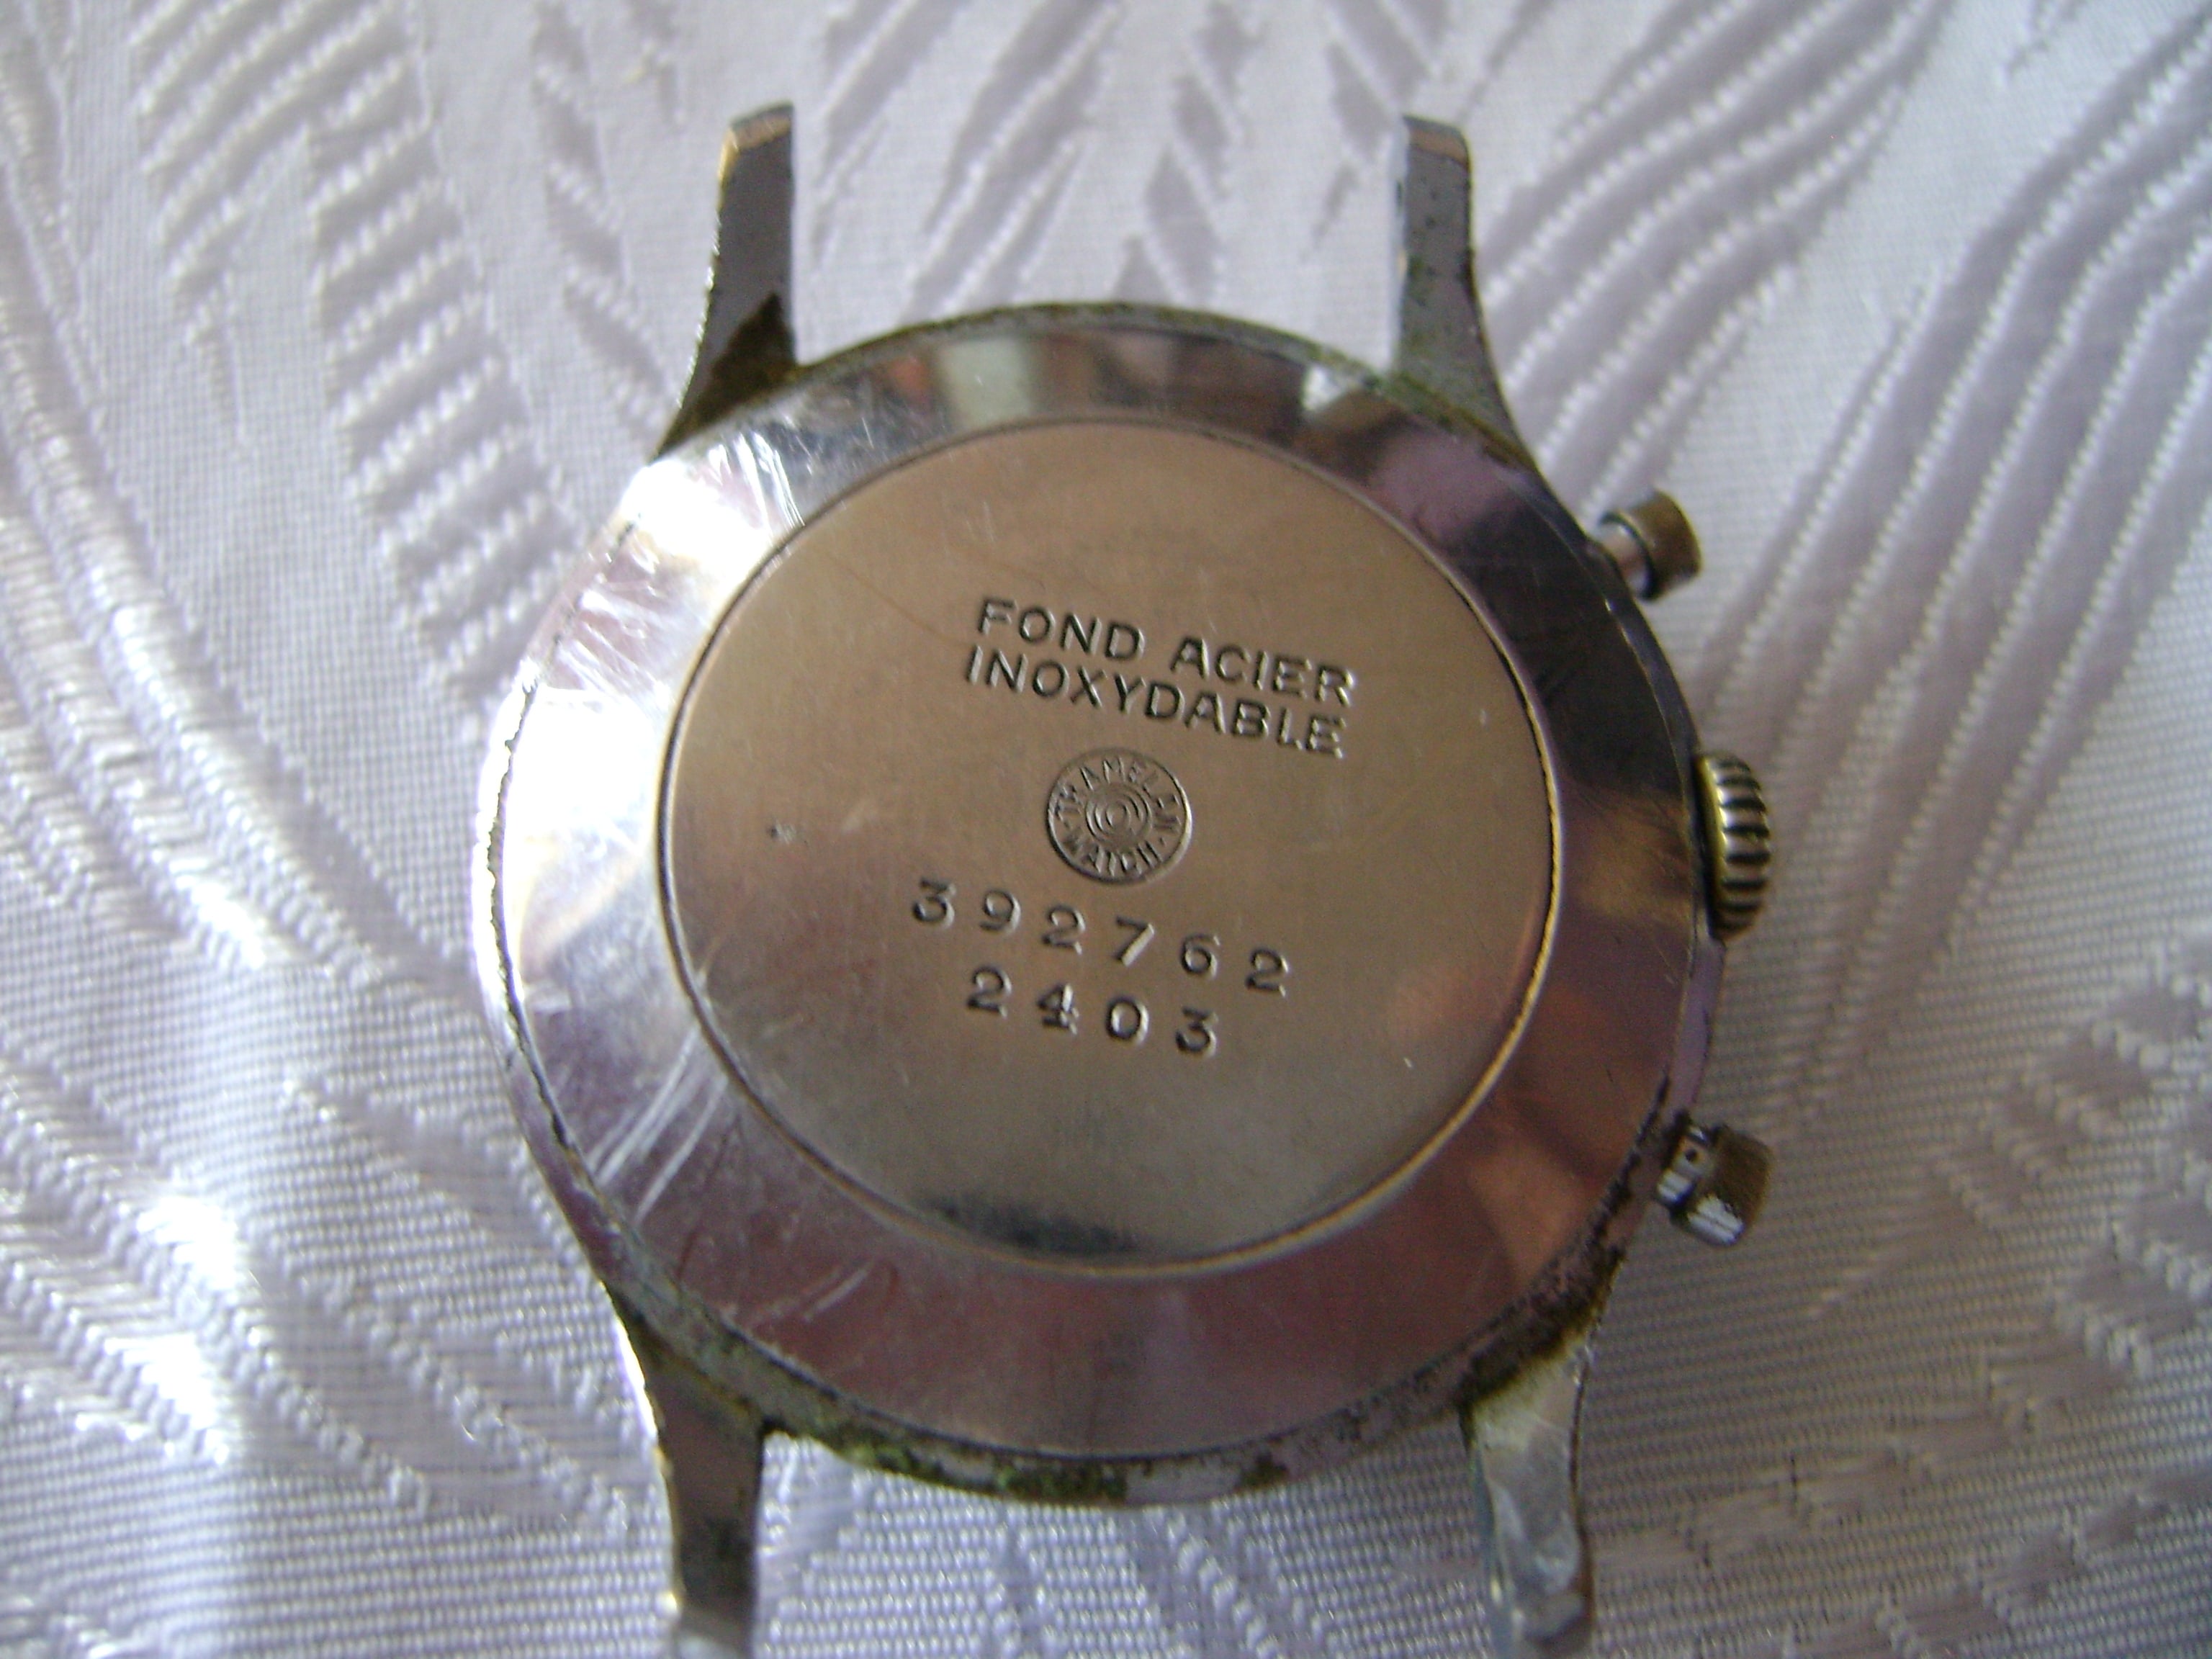 FOND ACIER
INOXYDABLE
TRAMELAN
WATCH
392762
2403